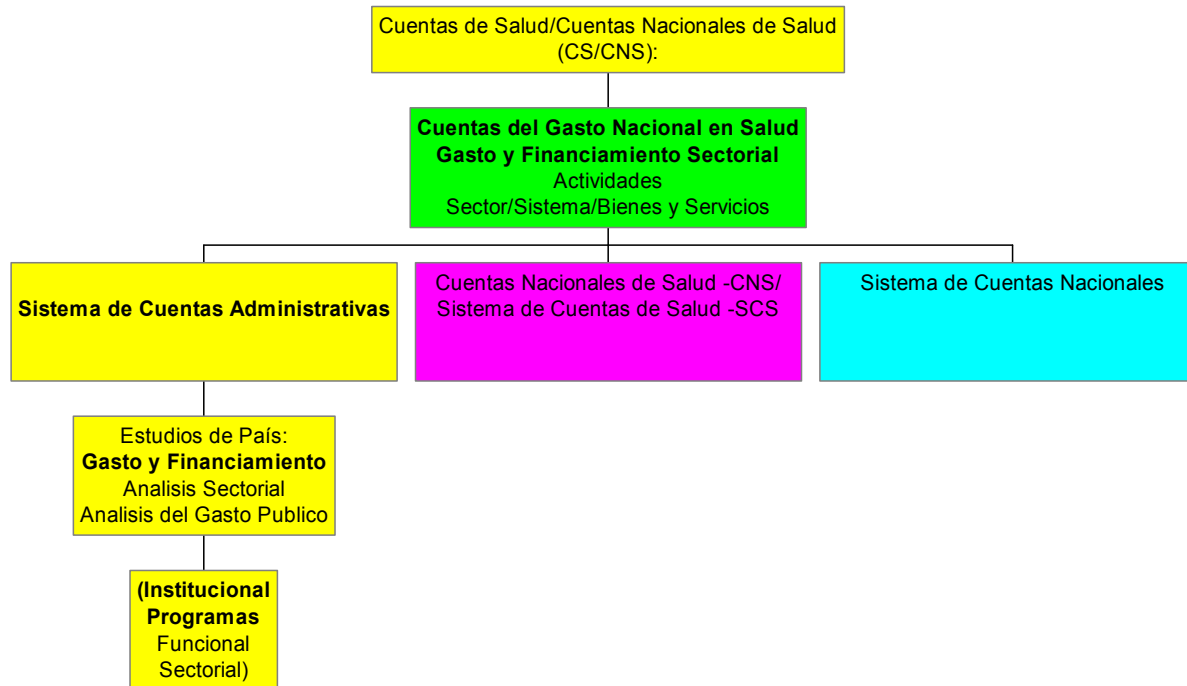 Cuentas de Salud/Cuentas Nacionales de Salud
(CS/CNS):
Cuentas del Gasto Nacional en Salud
Gasto y Financiamiento Sectorial
Actividades
Sector/Sistema/Bienes y Servicios
Sistema de Cuentas Administrativas
Cuentas Nacionales de Salud -CNS/
Sistema de Cuentas de Salud -SCS
Sistema de Cuentas Nacionales
Estudios de País:
Gasto y Financiamiento
Analisis Sectorial
Analisis del Gasto Publico
(Institucional
Programas
Funcional
Sectorial)